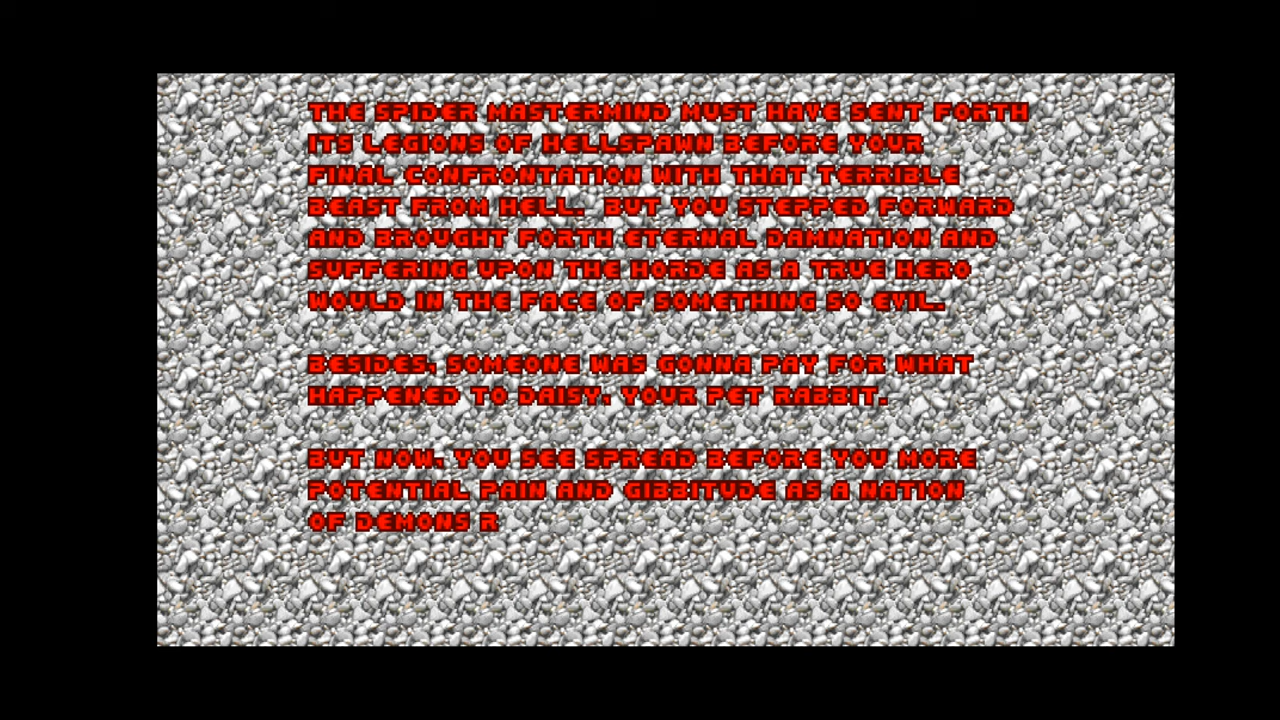 THE SPIDER MASTERMIND MUST HAVE SENT FORTH
ITS LEGIONS OF HELLSPAWN BEFORE YOUR
FINAL CONFRONTATION WITH THAT TERRIBLE
BEAST FROM HELL. BUT YOU STEPPED FORWARD
AND BROUGHT FORTH ETERNAL DAMNATION AND
SUFFERING UPON THE HORDE AS A TRUE HERO
WOULD IN THE FACE OF SOMETHING SO EVIL.
BESIDES, SOMEONE WAS GONNA PAY FOR WHAT
HAPPENED TO DAISY, YOUR PET RABBIT.
BUT NOW, YOU SEE SPREAD BEFORE YOU MORE
POTENTIAL PAIN AND GIBBITUDE AS A NATION
OF DEMONS R